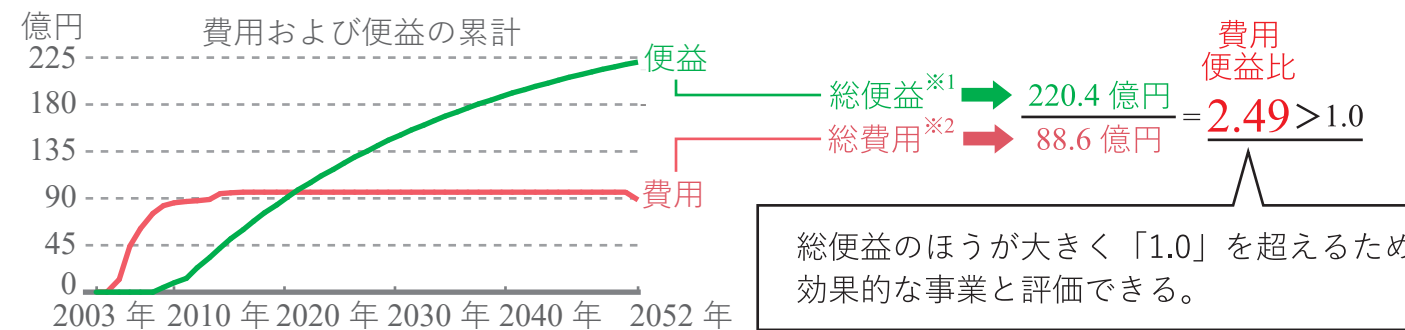 億円
費用および便益の累計
225
180
135
90
45
0
2003 年 2010 年 2020 年 2030 年 2040 年 2052 年
便益
費用
総便益※1 220.4 億円
総費用※2 88.6 億円
= 2.49＞1.0
費用
便益比
総便益のほうが大きく「1.0」を超えるため
効果的な事業と評価できる。